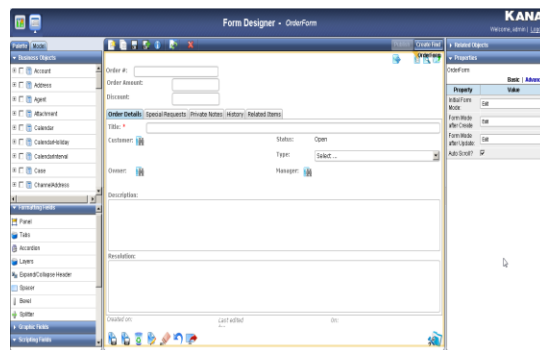 Form Designer - OrderForm
KANA
Welcome, admin |
Palette Mode
Business Objects
Account
Address
Agent
Attachment
Calendar
CalendarHoliday
CalendarInterval
Case
ChannelAddress
Formatting Fields
Panel
Tabs
Accordion
Layers
Expand/Collapse Header
Spacer
Bevel
Splitter
Graphic Fields
Scripting Fields
Create Find
Order #:
Order Amount:
Discount:
Order Details Special Requests Private Notes History Related Items
Title: *
Customer: Status: Open
Type: Select ...
Owner: Manager:
Description:
Resolution:
Created on: Last edited
Related Objects
Properties
OrderForm
Basic |
Property Value
Initial Form Mode Edit
Form Mode after Create Edit
Form Mode after Update Edit
Auto Scroll?